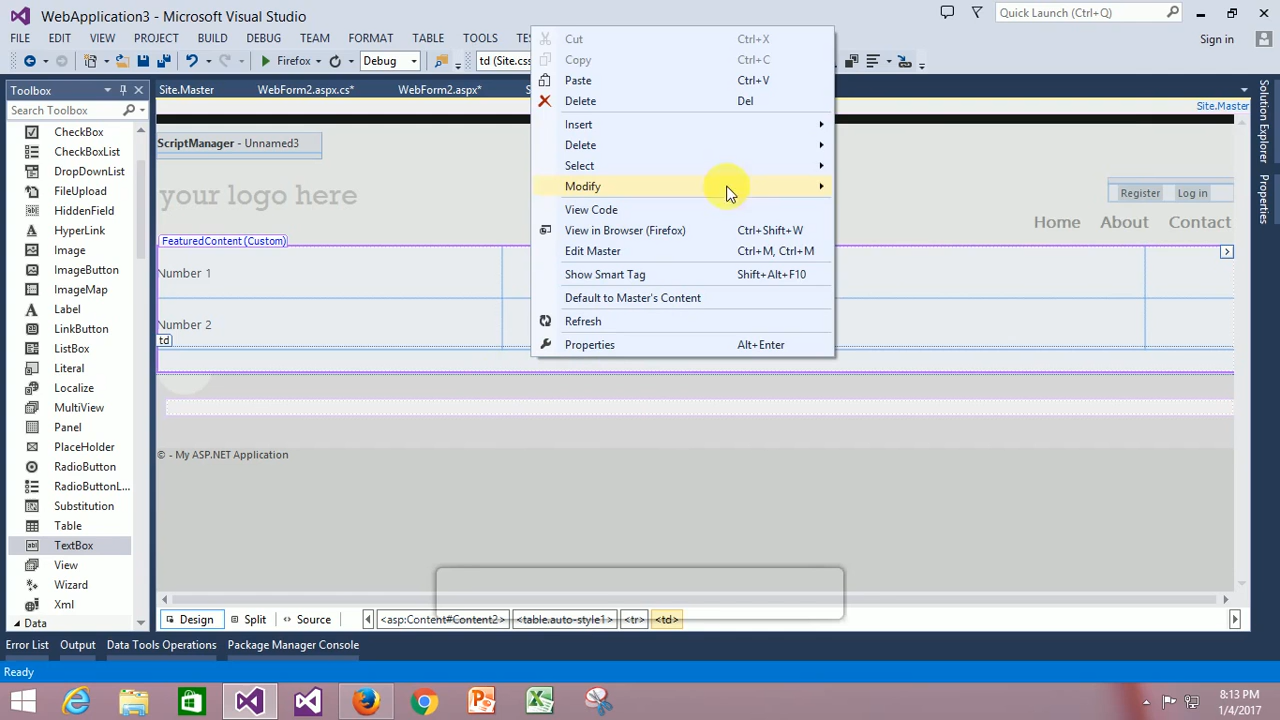 WebApplication3 - Microsoft Visual Studio
Quick Launch (Ctrl+Q)
FILE EDIT VIEW PROJECT BUILD DEBUG TEAM FORMAT TABLE TOOLS
Sign in
Firefox
Debug
td (Site.css
Toolbox
Site.Master
WebForm2.aspx.cs*
WebForm2.aspx*
Search Toolbox
Site.Master
CheckBox
CheckBoxList
DropDownList
FileUpload
HiddenField
HyperLink
Image
ImageButton
ImageMap
Label
LinkButton
ListBox
Literal
Localize
MultiView
Panel
PlaceHolder
RadioButton
RadioButtonL...
Substitution
Table
TextBox
View
Wizard
Xml
Data
ScriptManager - Unnamed3
your logo here
Register Log in
Home About Contact
FeaturedContent (Custom)
Number 1
Number 2
td
© - My ASP.NET Application
Cut Ctrl+X
Copy Ctrl+C
Paste Ctrl+V
Delete Del
Insert
Delete
Select
Modify
View Code
View in Browser (Firefox) Ctrl+Shift+W
Edit Master Ctrl+M, Ctrl+M
Show Smart Tag Shift+Alt+F10
Default to Master's Content
Refresh
Properties Alt+Enter
Solution Explorer
Properties
Design Split Source
<asp:Content#Content2> <table.auto-style1> <tr> <td>
Error List Output Data Tools Operations Package Manager Console
Ready
8:13 PM
1/4/2017